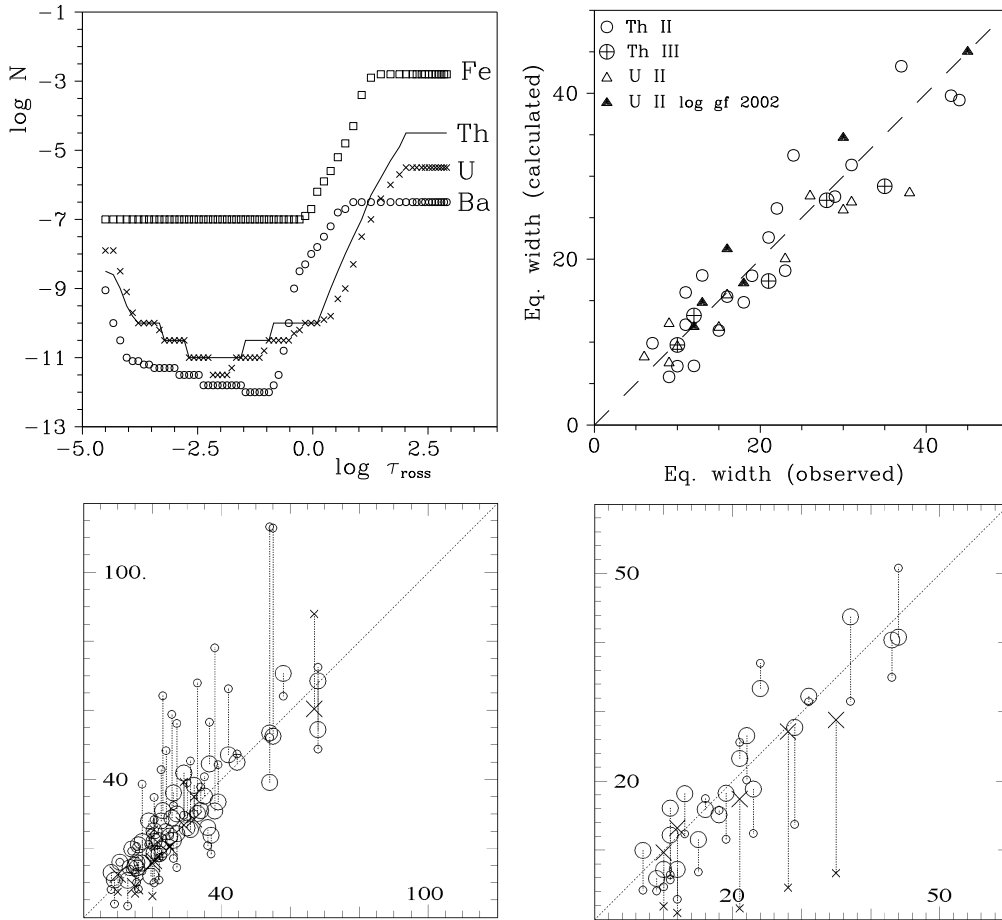 −1
−3
−5
−7
−9
−11
−13
log N
Fe
Th
U
Ba
−5.0
−2.5
0.0
2.5
log τross
Th II
Th III
U II
U II log gf 2002
40
20
0
Eq. width (calculated)
0
20
40
Eq. width (observed)
100.
40
40
100
50
20
20
50